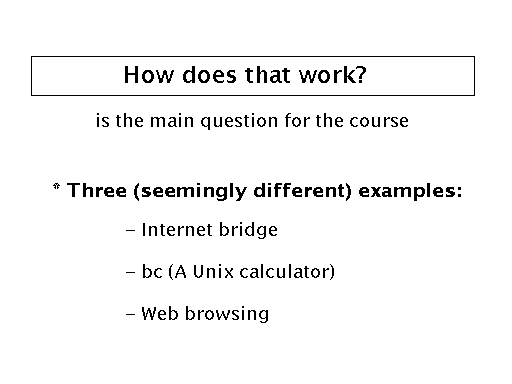 How does that work?
is the main question for the course
* Three (seemingly different) examples:
– Internet bridge
– bc (A Unix calculator)
– Web browsing